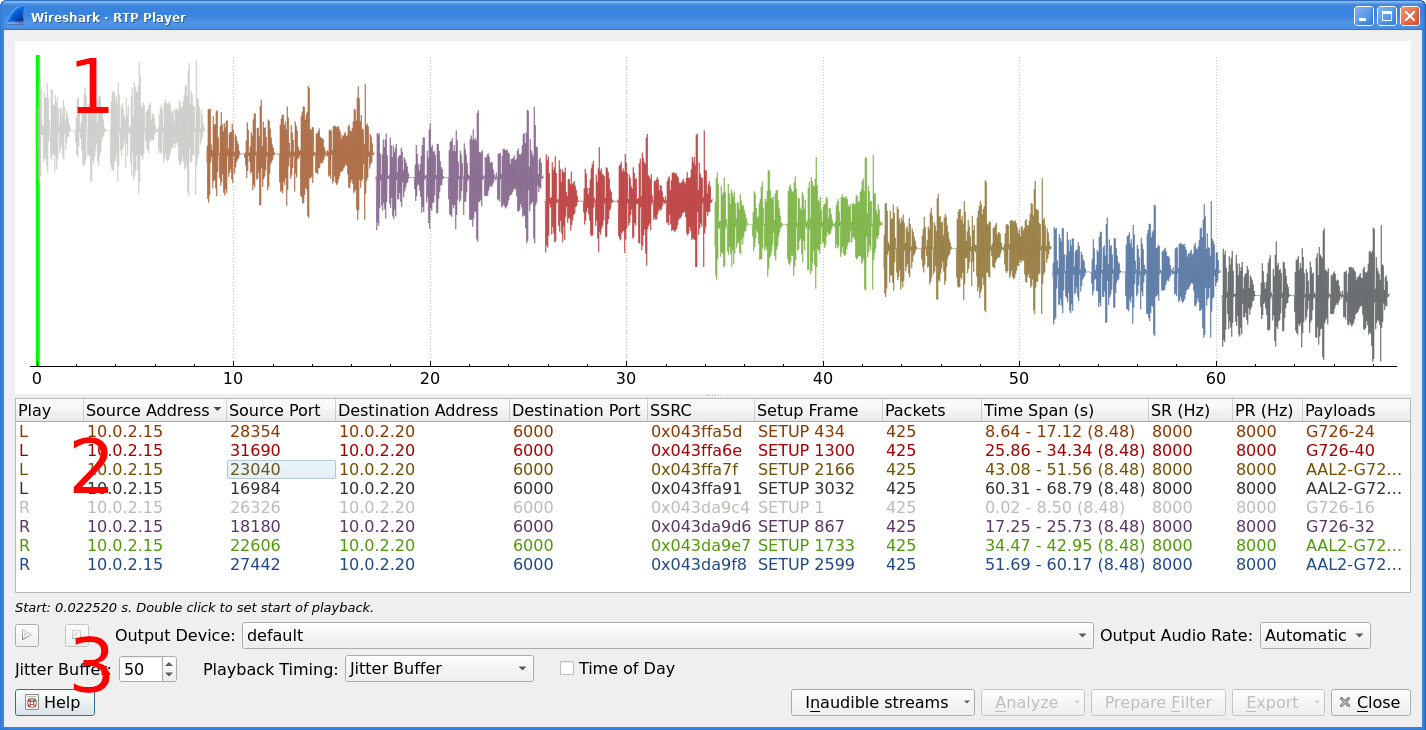 Wireshark · RTP Player
1
0 10 20 30 40 50 60
Play Source Address Source Port Destination Address Destination Port SSRC Setup Frame Packets Time Span (s) SR (Hz) PR (Hz) Payloads
L 10.0.2.15 28354 10.0.2.20 6000 0x043ffa5d SETUP 434 425 8.64 - 17.12 (8.48) 8000 8000 G726-24
L 10.0.2.15 31690 10.0.2.20 6000 0x043ffa6e SETUP 1300 425 25.86 - 34.34 (8.48) 8000 8000 G726-40
L 10.0.2.15 23040 10.0.2.20 6000 0x043ffa7f SETUP 2166 425 43.08 - 51.56 (8.48) 8000 8000 AAL2-G72...
2
L 10.0.2.15 16984 10.0.2.20 6000 0x043ffa91 SETUP 3032 425 60.31 - 68.79 (8.48) 8000 8000 AAL2-G72...
R 10.0.2.15 26326 10.0.2.20 6000 0x043da9c4 SETUP 1 425 0.02 - 8.50 (8.48) 8000 8000 G726-16
R 10.0.2.15 18180 10.0.2.20 6000 0x043da9d6 SETUP 867 425 17.25 - 25.73 (8.48) 8000 8000 G726-32
R 10.0.2.15 22606 10.0.2.20 6000 0x043da9e7 SETUP 1733 425 34.47 - 42.95 (8.48) 8000 8000 AAL2-G72...
R 10.0.2.15 27442 10.0.2.20 6000 0x043da9f8 SETUP 2599 425 51.69 - 60.17 (8.48) 8000 8000 AAL2-G72...
Start: 0.022520 s. Double click to set start of playback.
Output Device: default Output Audio Rate: Automatic
3
Jitter Buffer: 50 Playback Timing: Jitter Buffer Time of Day
Help Inaudible streams Analyze Prepare Filter Export Close